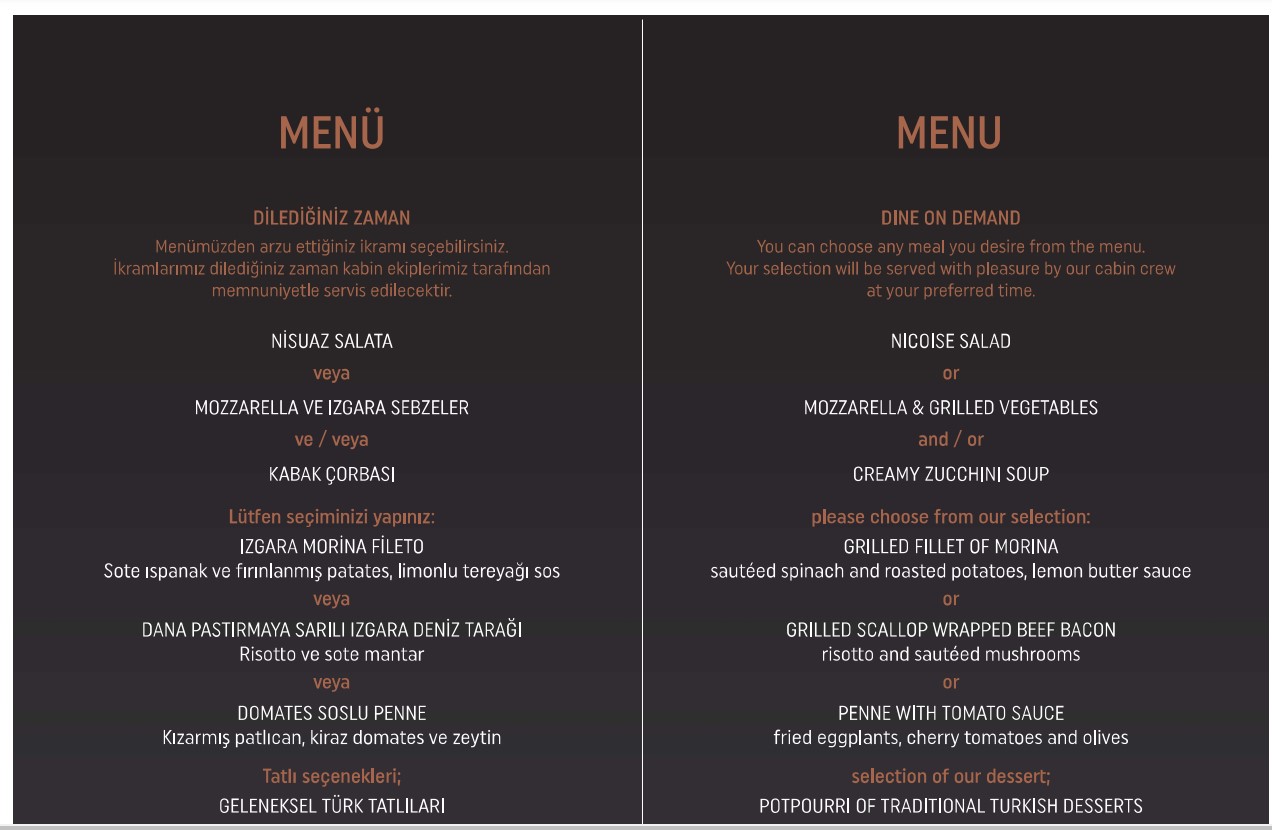 MENÜ
DİLEDİĞİNİZ ZAMAN
Menümüzden arzu ettiğiniz ikramı seçebilirsiniz.
İkramlarımız dilediğiniz zaman kabin ekiplerimiz tarafından
memnuniyetle servis edilecektir.
NİSUAZ SALATA
veya
MOZZARELLA VE IZGARA SEBZELER
ve / veya
KABAK ÇORBASI
Lütfen seçiminizi yapınız:
IZGARA MORİNA FİLETO
Sote ıspanak ve fırınlanmış patates, limonlu tereyağı sos
veya
DANA PASTIRMAYA SARILI IZGARA DENİZ TARAĞI
Risotto ve sote mantar
veya
DOMATES SOSLU PENNE
Kızarmış patlıcan, kiraz domates ve zeytin
Tatlı seçenekleri;
GELENEKSEL TÜRK TATLILARI
MENU
DINE ON DEMAND
You can choose any meal you desire from the menu.
Your selection will be served with pleasure by our cabin crew
at your preferred time.
NICOISE SALAD
or
MOZZARELLA & GRILLED VEGETABLES
and / or
CREAMY ZUCCHINI SOUP
please choose from our selection:
GRILLED FILLET OF MORINA
sautéed spinach and roasted potatoes, lemon butter sauce
or
GRILLED SCALLOP WRAPPED BEEF BACON
risotto and sautéed mushrooms
or
PENNE WITH TOMATO SAUCE
fried eggplants, cherry tomatoes and olives
selection of our dessert;
POTPOURRI OF TRADITIONAL TURKISH DESSERTS